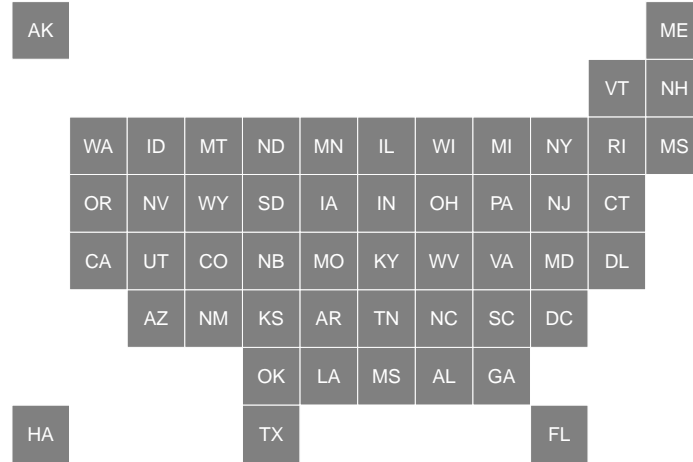 AK ME
VT NH
WA ID MT ND MN IL WI MI NY RI MS
OR NV WY SD IA IN OH PA NJ CT
CA UT CO NB MO KY WV VA MD DL
AZ NM KS AR TN NC SC DC
OK LA MS AL GA
HA TX FL